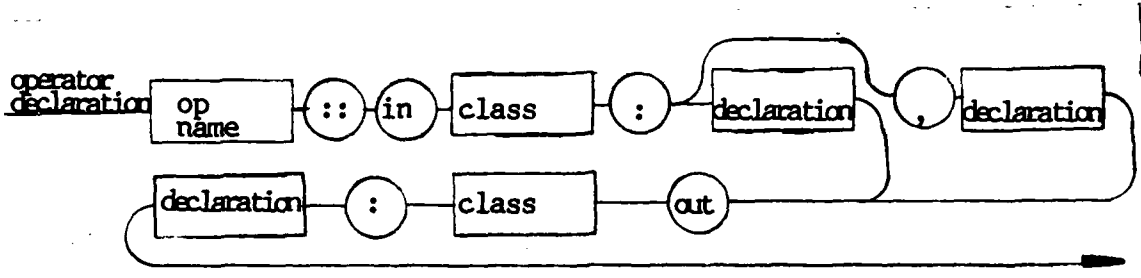 operator
declaration
op
name
::
in
class
:
declaration
,
declaration
declaration
:
class
out